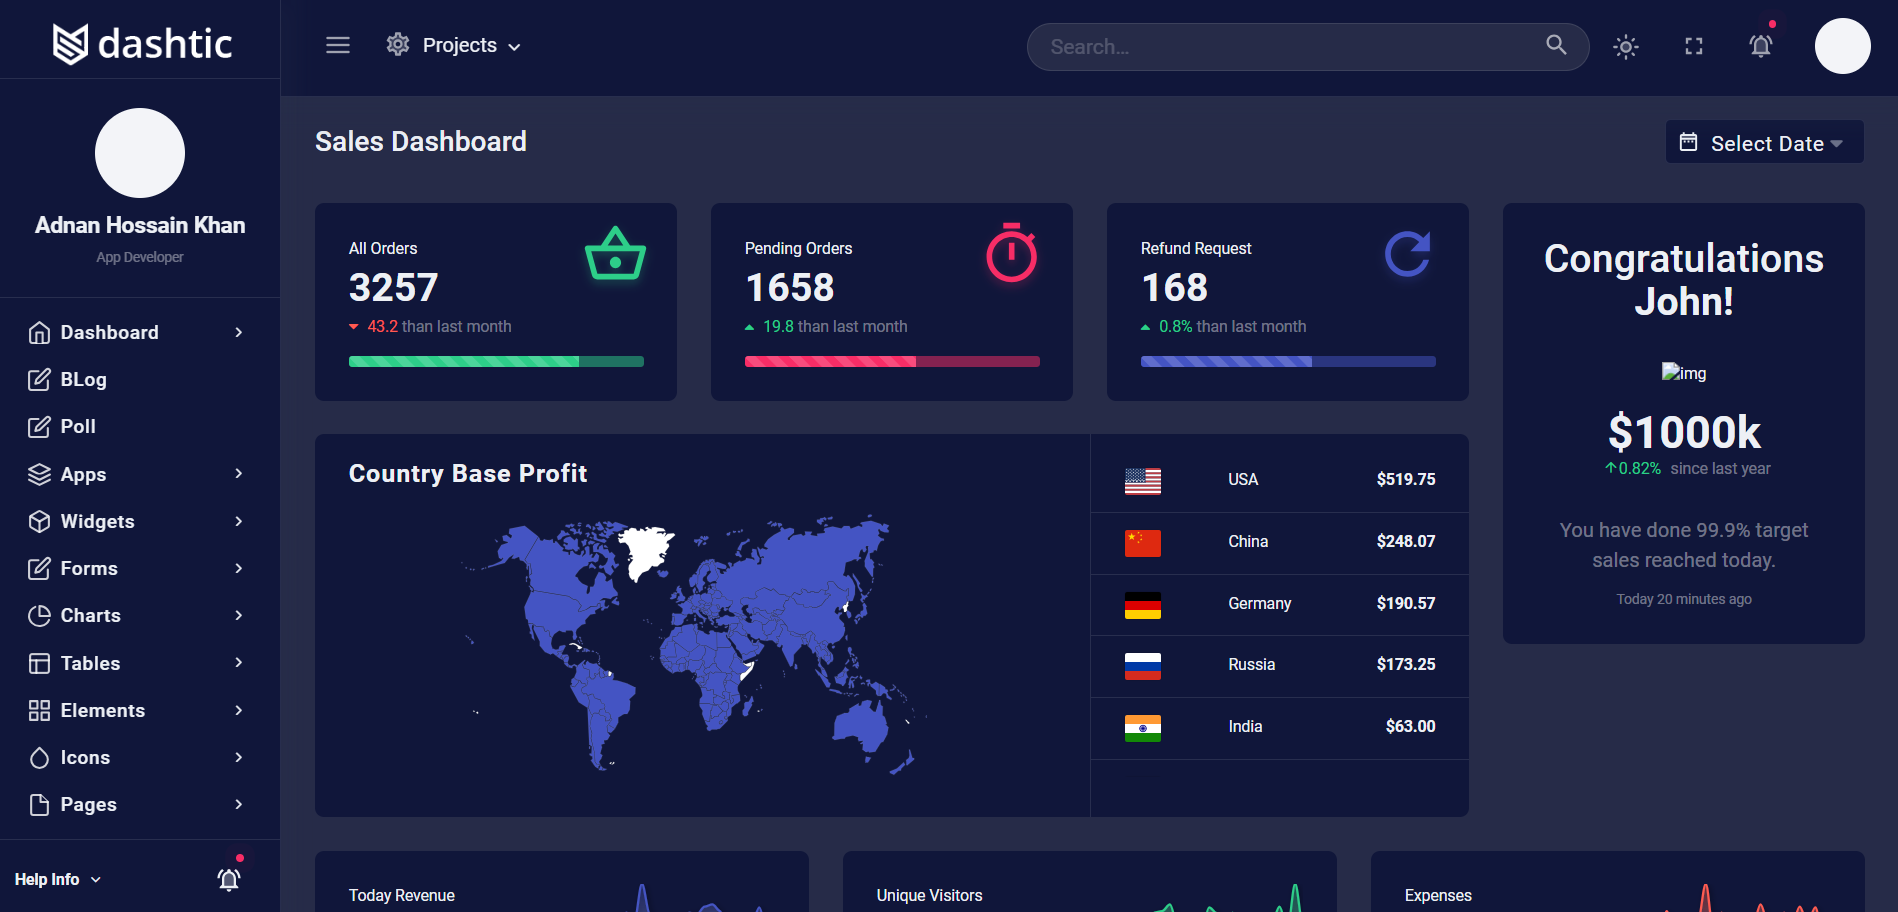 dashtic
Projects
Search...
Adnan Hossain Khan
App Developer
Dashboard
BLog
Poll
Apps
Widgets
Forms
Charts
Tables
Elements
Icons
Pages
Help Info
Sales Dashboard
Select Date
All Orders
3257
43.2 than last month
Pending Orders
1658
19.8 than last month
Refund Request
168
0.8% than last month
Congratulations
John!
img
$1000k
0.82% since last year
You have done 99.9% target
sales reached today.
Today 20 minutes ago
Country Base Profit
USA $519.75
China $248.07
Germany $190.57
Russia $173.25
India $63.00
Today Revenue
Unique Visitors
Expenses